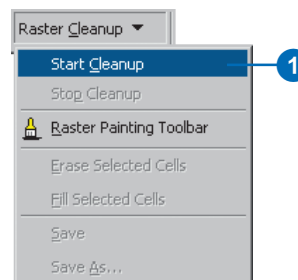 Raster Cleanup
Start Cleanup
1
Stop Cleanup
Raster Painting Toolbar
Erase Selected Cells
Fill Selected Cells
Save
Save As...